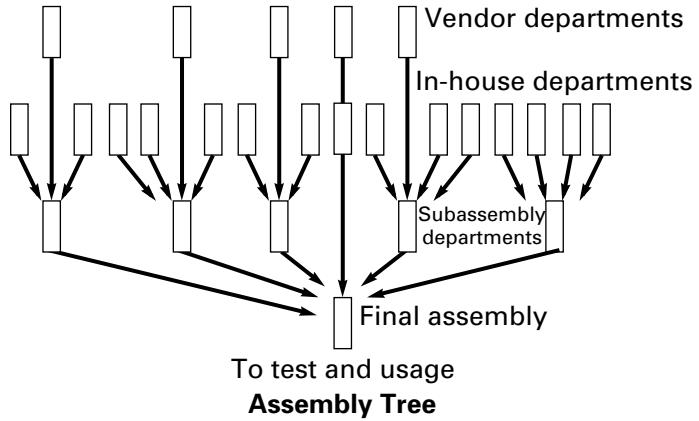 Vendor departments
In-house departments
Subassembly
departments
Final assembly
To test and usage
Assembly Tree